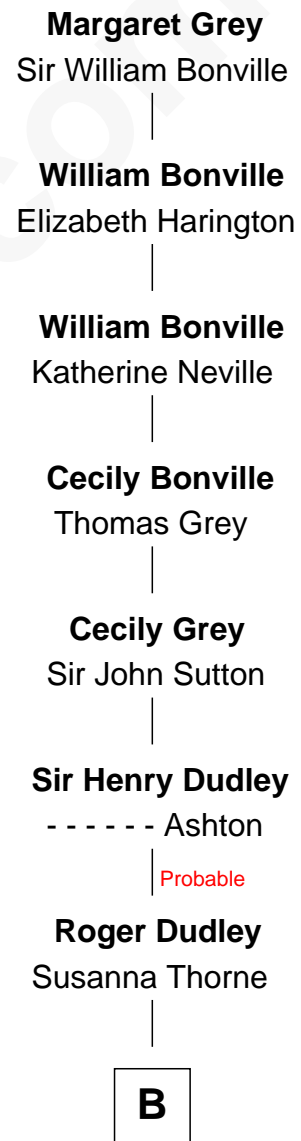 Margaret Grey
Sir William Bonville
William Bonville
Elizabeth Harington
William Bonville
Katherine Neville
Cecily Bonville
Thomas Grey
Cecily Grey
Sir John Sutton
Sir Henry Dudley
- - - - - - Ashton
Probable
Roger Dudley
Susanna Thorne
B